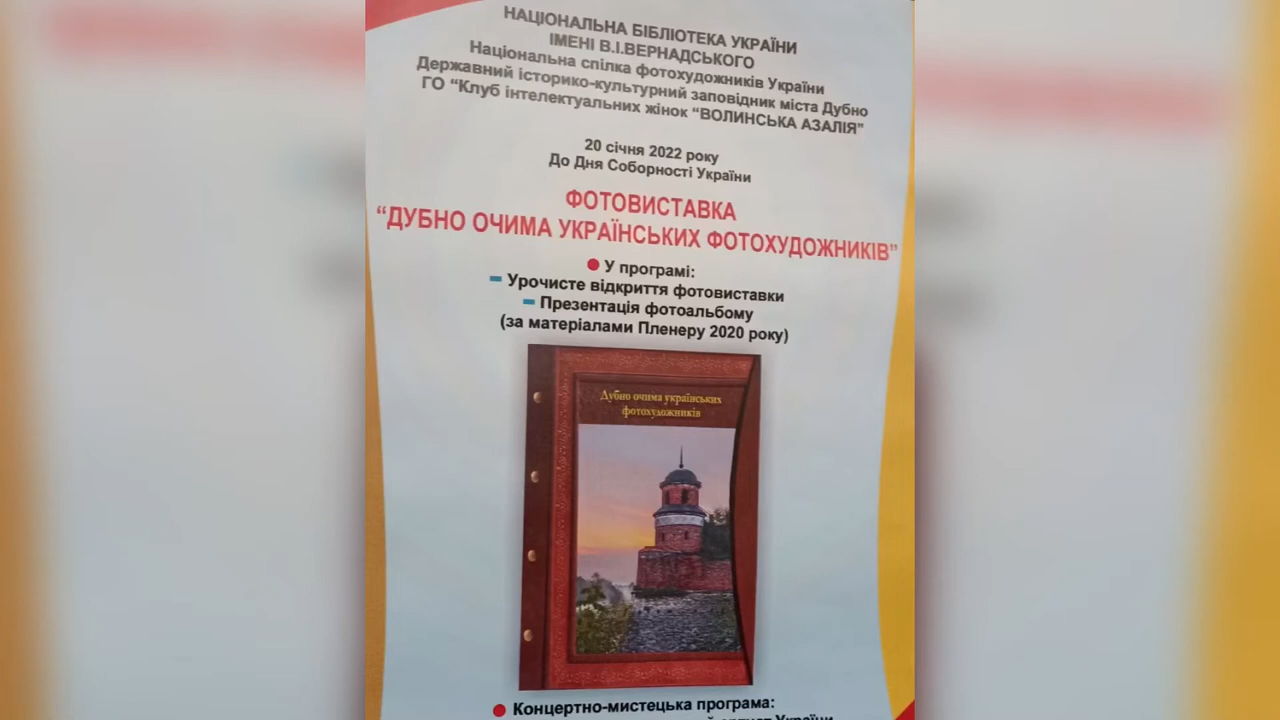 НАЦІОНАЛЬНА БІБЛІОТЕКА УКРАЇНИ
ІМЕНІ В.І.ВЕРНАДСЬКОГО
Національна спілка фотохудожників України
Державний історико-культурний заповідник міста Дубно
ГО “Клуб інтелектуальних жінок “ВОЛИНСЬКА АЗАЛІЯ”
20 січня 2022 року
До Дня Соборності України
ФОТОВИСТАВКА
“ДУБНО ОЧИМА УКРАЇНСЬКИХ ФОТОХУДОЖНИКІВ”
У програмі:
Урочисте відкриття фотовиставки
Презентація фотоальбому
(за матеріалами Пленеру 2020 року)
Дубно очима українських
фотохудожників
Концертно-мистецька програма:
артист України